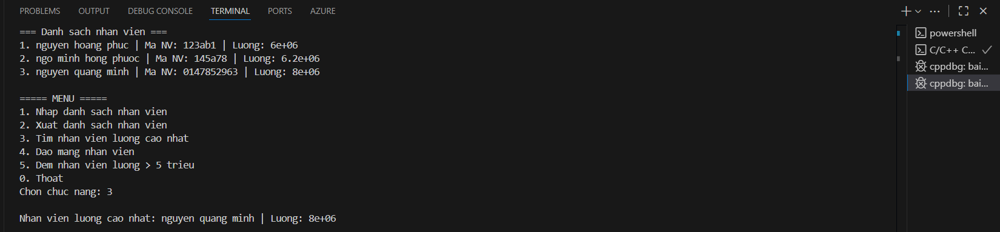 PROBLEMS OUTPUT DEBUG CONSOLE TERMINAL PORTS AZURE
=== Danh sach nhan vien ===
1. nguyen hoang phuc | Ma NV: 123ab1 | Luong: 6e+06
2. ngo minh hong phuoc | Ma NV: 145a78 | Luong: 6.2e+06
3. nguyen quang minh | Ma NV: 0147852963 | Luong: 8e+06
===== MENU =====
1. Nhap danh sach nhan vien
2. Xuat danh sach nhan vien
3. Tim nhan vien luong cao nhat
4. Dao mang nhan vien
5. Dem nhan vien luong > 5 trieu
0. Thoat
Chon chuc nang: 3
Nhan vien luong cao nhat: nguyen quang minh | Luong: 8e+06
powershell
C/C++ C...
cppdbg: bai...
cppdbg: bai...